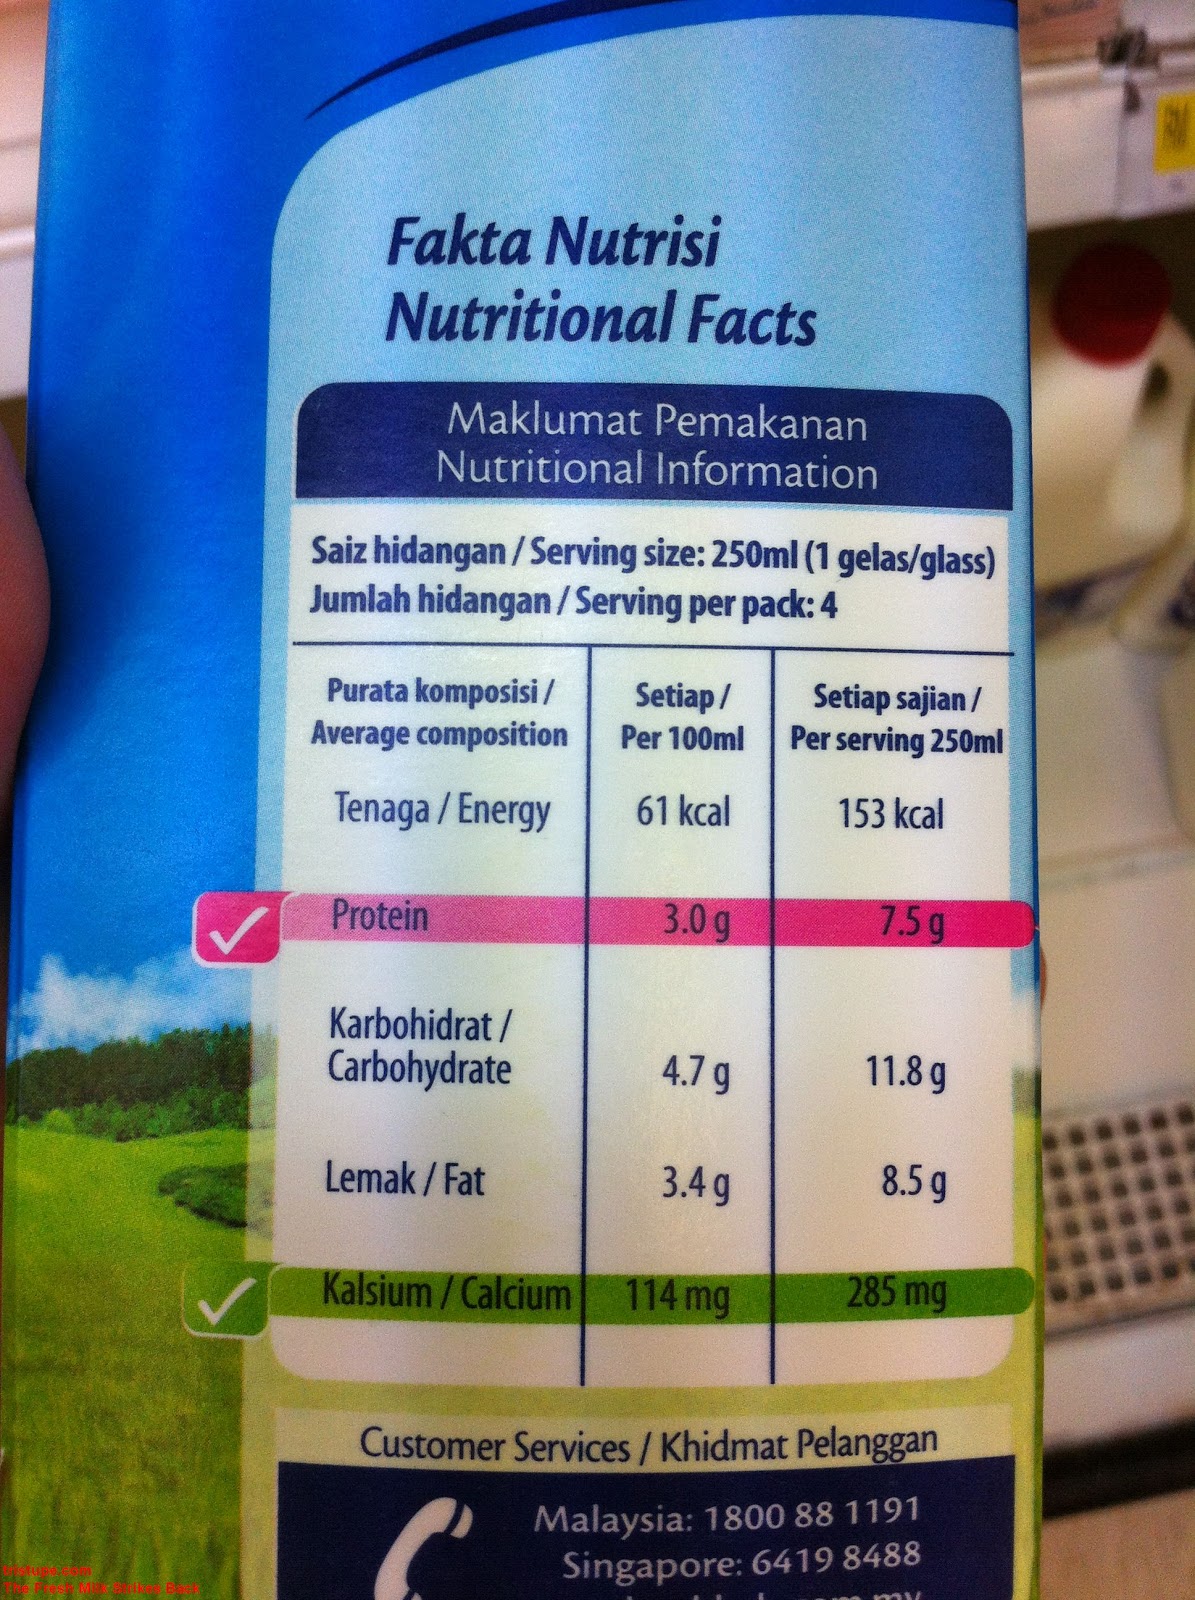 Fakta Nutrisi
Nutritional Facts
Maklumat Pemakanan
Nutritional Information
Saiz hidangan / Serving size: 250ml (1 gelas/glass)
Jumlah hidangan / Serving per pack: 4
Purata komposisi / Setiap / Setiap sajian /
Average composition Per 100ml Per serving 250ml
Tenaga / Energy 61 kcal 153 kcal
Protein 3.0 g 7.5 g
Karbohidrat /
Carbohydrate 4.7 g 11.8 g
Lemak / Fat 3.4 g 8.5 g
Kalsium / Calcium 114 mg 285 mg
Customer Services / Khidmat Pelanggan
Malaysia: 1800 88 1191
Singapore: 6419 8488
The Fresh Milk Strikes Back